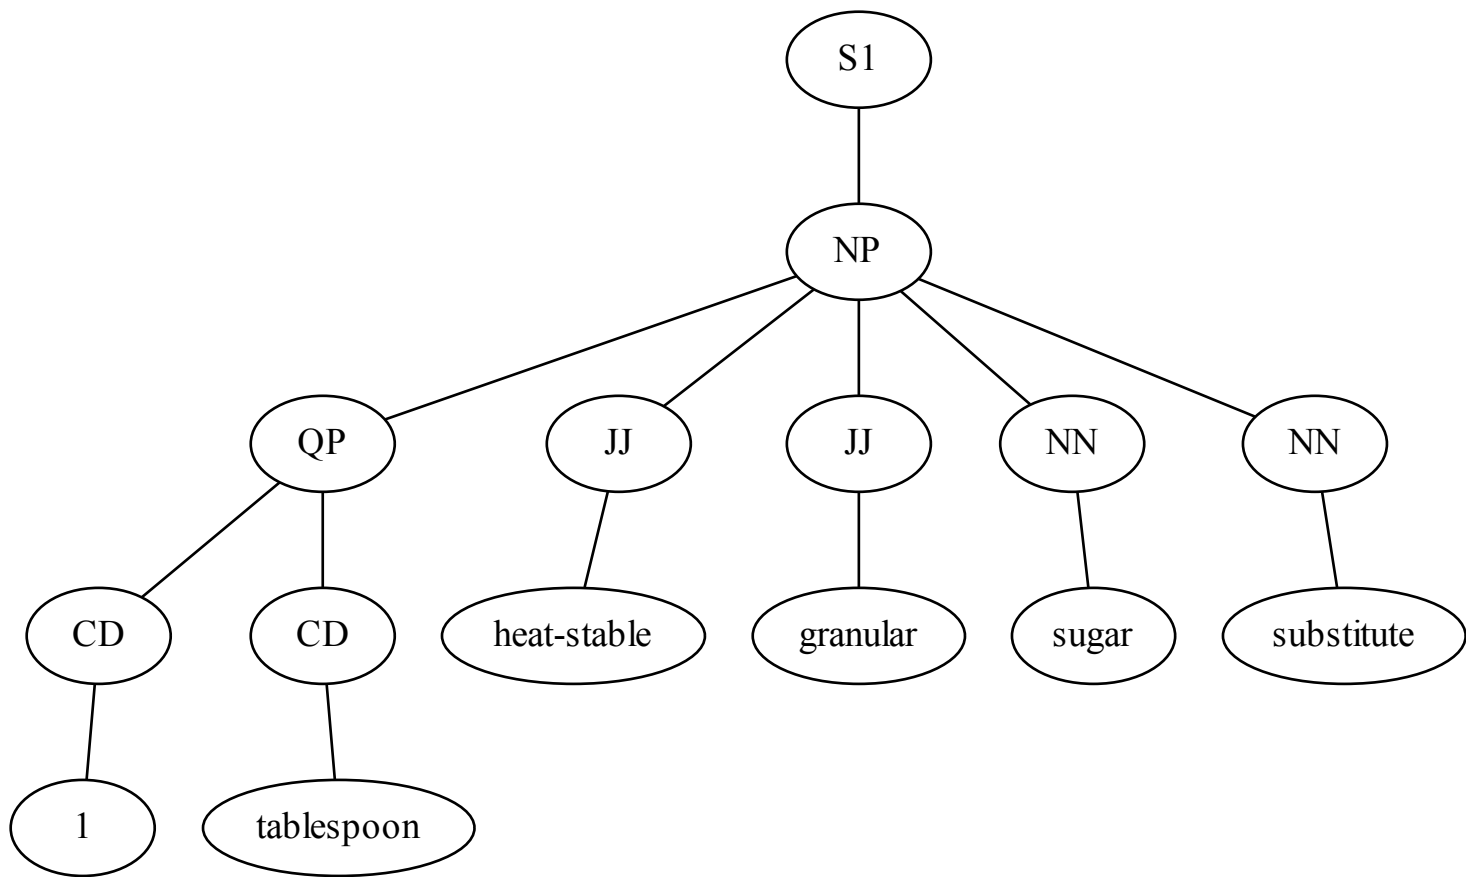 S1
NP
QP JJ JJ NN NN
CD CD heat-stable granular sugar substitute
1 tablespoon